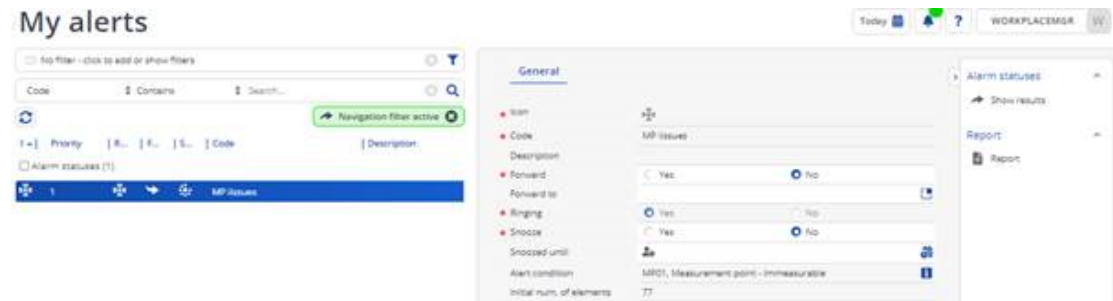 My alerts
Today
?
WORKPLACEMGR
W
No filter - click to add or show filters
Code
Contains
Search...
Navigation filter active
Priority
R...
F...
S...
Code
Description
Alarm statuses (1)
1
MP issues
General
Icon
Code
MP issues
Description
Forward
Yes
No
Forward to
Ringing
Yes
No
Snooze
Yes
No
Snoozed until
Alert condition
MP01, Measurement point - Immeasurable
Initial num. of elements
77
Alarm statuses
Show results
Report
Report